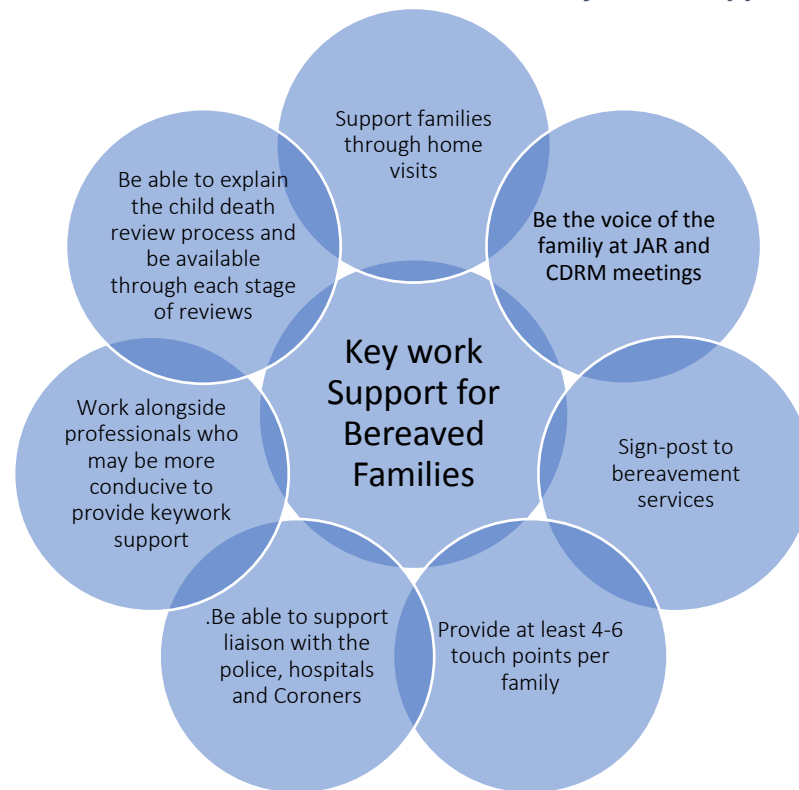 Support families
through home
visits
Be the voice of the
familiy at JAR and
CDRM meetings
Sign-post to
bereavement
services
Provide at least 4-6
touch points per
family
.Be able to support
liaison with the
police, hospitals
and Coroners
Work alongside
professionals who
may be more
conducive to
provide keywork
support
Be able to explain
the child death
review process and
be available
through each stage
of reviews
Key work
Support for
Bereaved
Families